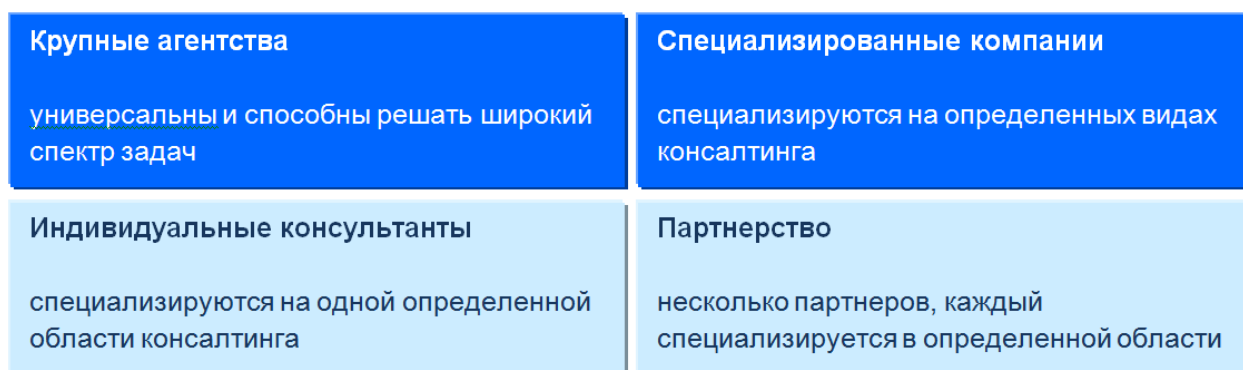 Крупные агентства
универсальны и способны решать широкий
спектр задач
Специализированные компании
специализируются на определенных видах
консалтинга
Индивидуальные консультанты
специализируются на одной определенной
области консалтинга
Партнерство
несколько партнеров, каждый
специализируется в определенной области